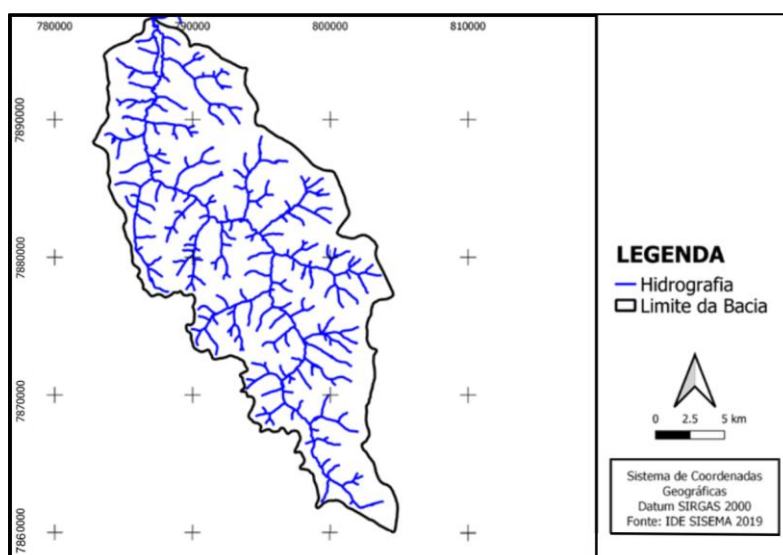 780000 790000 800000 810000
7890000
7880000
7870000
7860000
LEGENDA
Hidrografia
Limite da Bacia
0 2.5 5 km
Sistema de Coordenadas
Geográficas
Datum SIRGAS 2000
Fonte: IDE SISEMA 2019